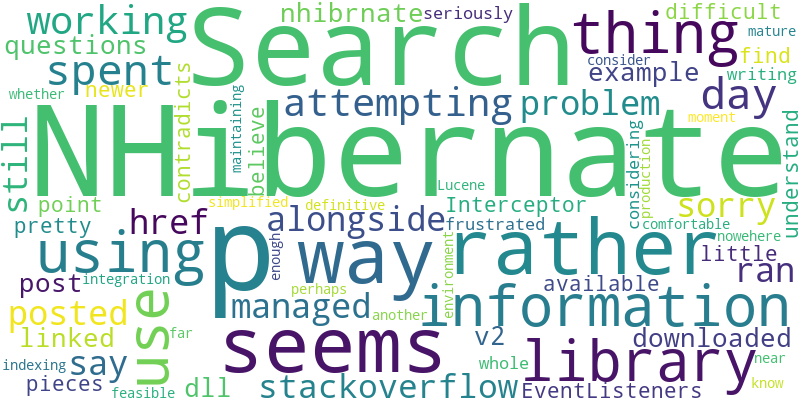 working
nhibrnate
seriously
difficult
mature
questions
Search
thing
consider
find
spent
example
writing
whether
newer
contradicts
maintaining
attempting
problem
day
moment
NHibernate
still
believe
considering
production
understand
Lucene
point
simplified
definitive
Interceptor
sorry
pretty
href
alongside
frustrated
comfortable
nowehere
using
p
way
rather
little
ran
post
integration
enough
environment
available
posted
use
managed
perhaps
information
another
linked
far
seems
v2
downloaded
indexing
say
whole
library
near
pieces
feasible
dll
stackoverflow
EventListeners
know